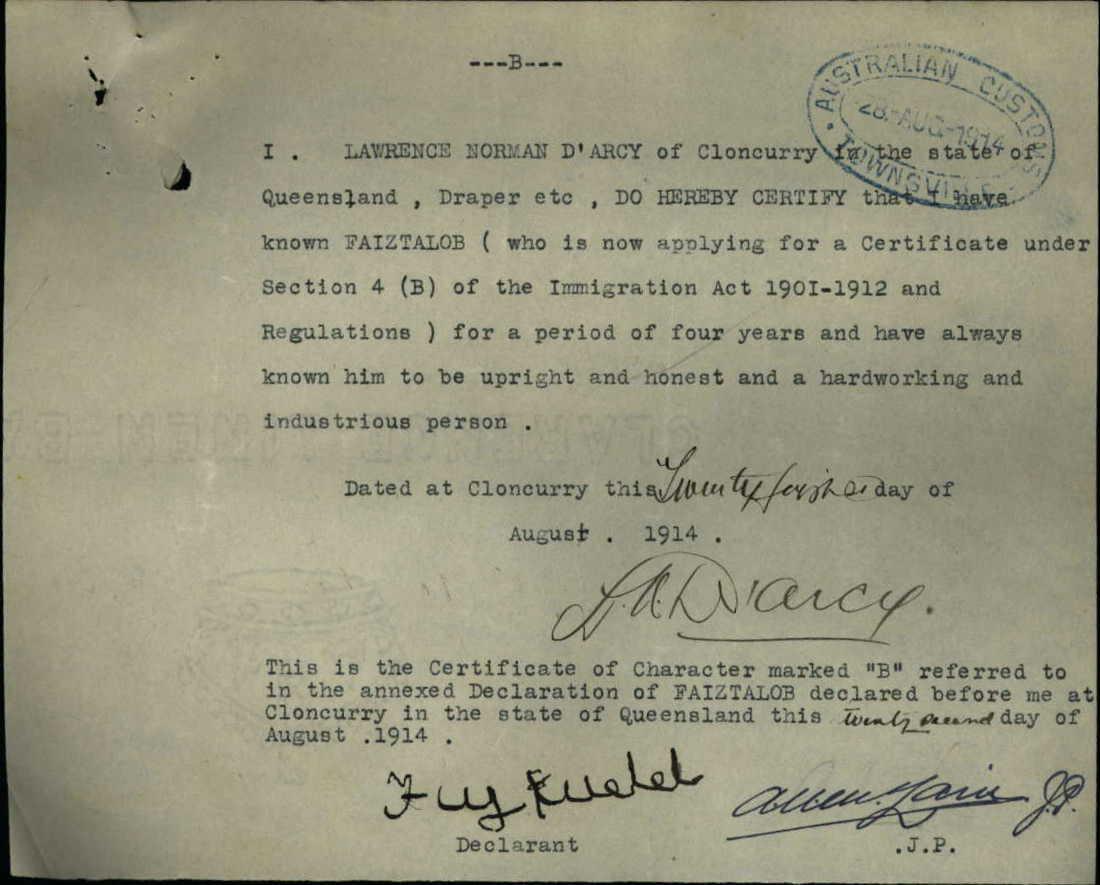 ---B---
AUSTRALIAN CUSTOMS
28-AUG-1914
TOWNSVILLE
I . LAWRENCE NORMAN D'ARCY of Cloncurry in the state of
Queensland , Draper etc , DO HEREBY CERTIFY that I have
known FAIZTALOB ( who is now applying for a Certificate under
Section 4 (B) of the Immigration Act 190I-1912 and
Regulations ) for a period of four years and have always
known him to be upright and honest and a hardworking and
industrious person .
Dated at Cloncurry this Twenty first day of
August . 1914 .
L.N. D'Arcy.
This is the Certificate of Character marked "B" referred to
in the annexed Declaration of FAIZTALOB declared before me at
Cloncurry in the state of Queensland this twenty second day of
August .1914 .
J.P.
Declarant .J.P.